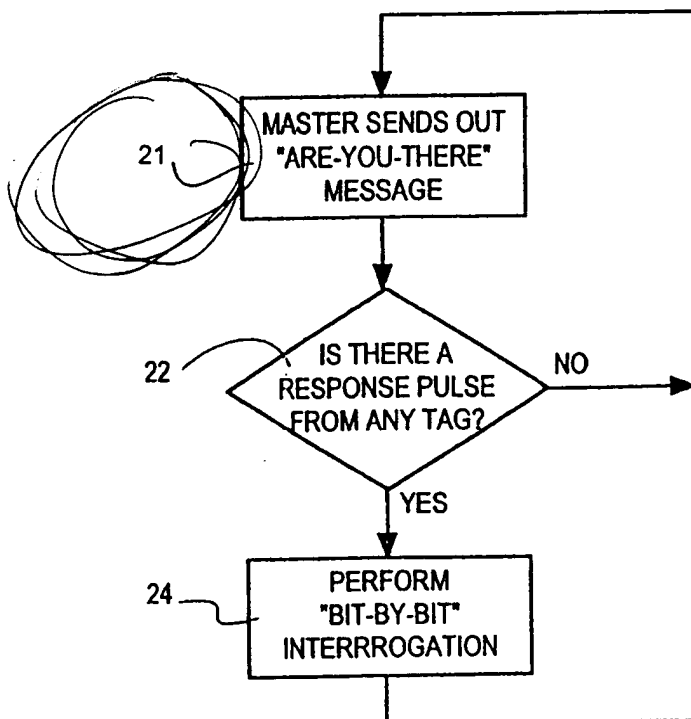 MASTER SENDS OUT
"ARE-YOU-THERE"
MESSAGE
21
IS THERE A
RESPONSE PULSE
FROM ANY TAG?
22
NO
YES
PERFORM
"BIT-BY-BIT"
INTERRROGATION
24